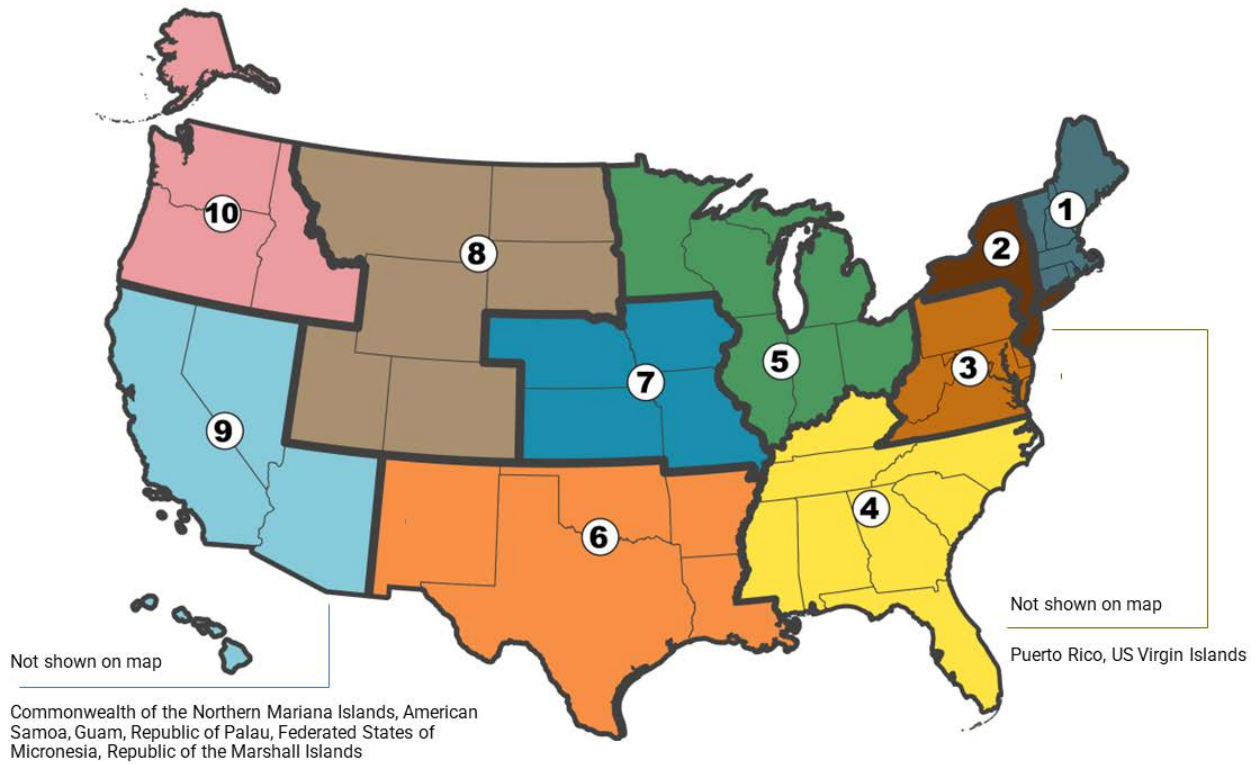 1
2
10
8
3
5
7
9
4
6
Not shown on map
Puerto Rico, US Virgin Islands
Not shown on map
Commonwealth of the Northern Mariana Islands, American
Samoa, Guam, Republic of Palau, Federated States of
Micronesia, Republic of the Marshall Islands